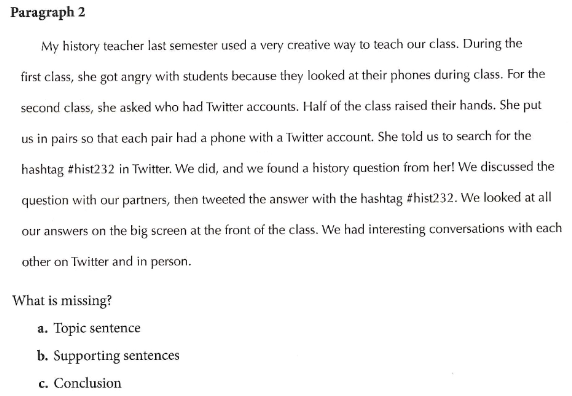 Paragraph 2
My history teacher last semester used a very creative way to teach our class. During the
first class, she got angry with students because they looked at their phones during class. For the
second class, she asked who had Twitter accounts. Half of the class raised their hands. She put
us in pairs so that each pair had a phone with a Twitter account. She told us to search for the
hashtag #hist232 in Twitter. We did, and we found a history question from her! We discussed the
question with our partners, then tweeted the answer with the hashtag #hist232. We looked at all
our answers on the big screen at the front of the class. We had interesting conversations with each
other on Twitter and in person.
What is missing?
a. Topic sentence
b. Supporting sentences
c. Conclusion